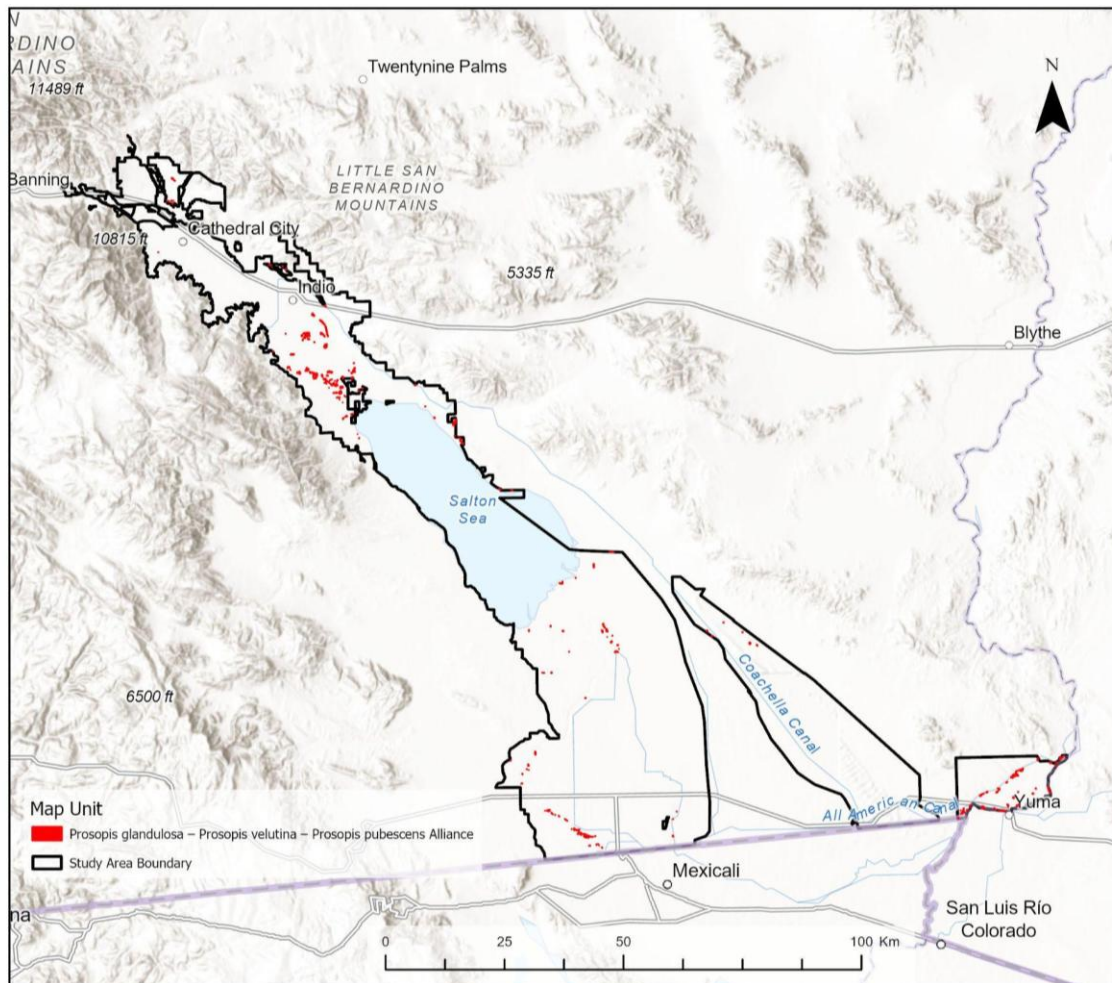 N
RDINO
AINS
11489 ft
Twentynine Palms
N
Banning
LITTLE SAN
BERNARDINO
MOUNTAINS
10815 ft
Cathedral City
5335 ft
Indio
Blythe
Salton
Sea
6500 ft
Coachella Canal
Map Unit
Prosopis glandulosa – Prosopis velutina – Prosopis pubescens Alliance
Study Area Boundary
All American Canal
Yuma
Mexicali
na
San Luis Río
Colorado
0 25 50 100 Km